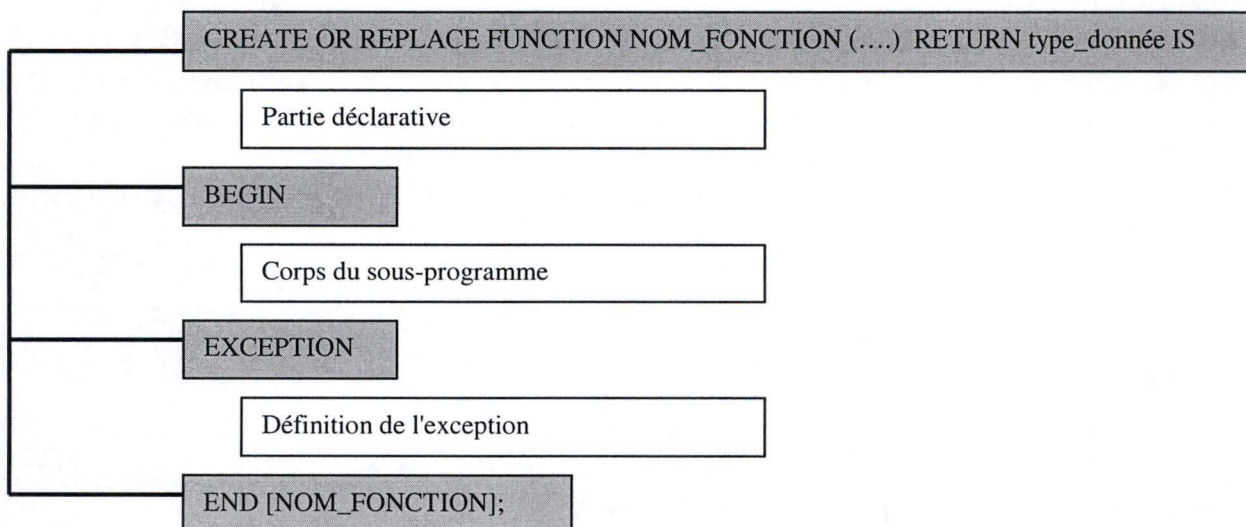 CREATE OR REPLACE FUNCTION NOM_FONCTION (....) RETURN type_donnée IS
Partie déclarative
BEGIN
Corps du sous-programme
EXCEPTION
Définition de l'exception
END [NOM_FONCTION];